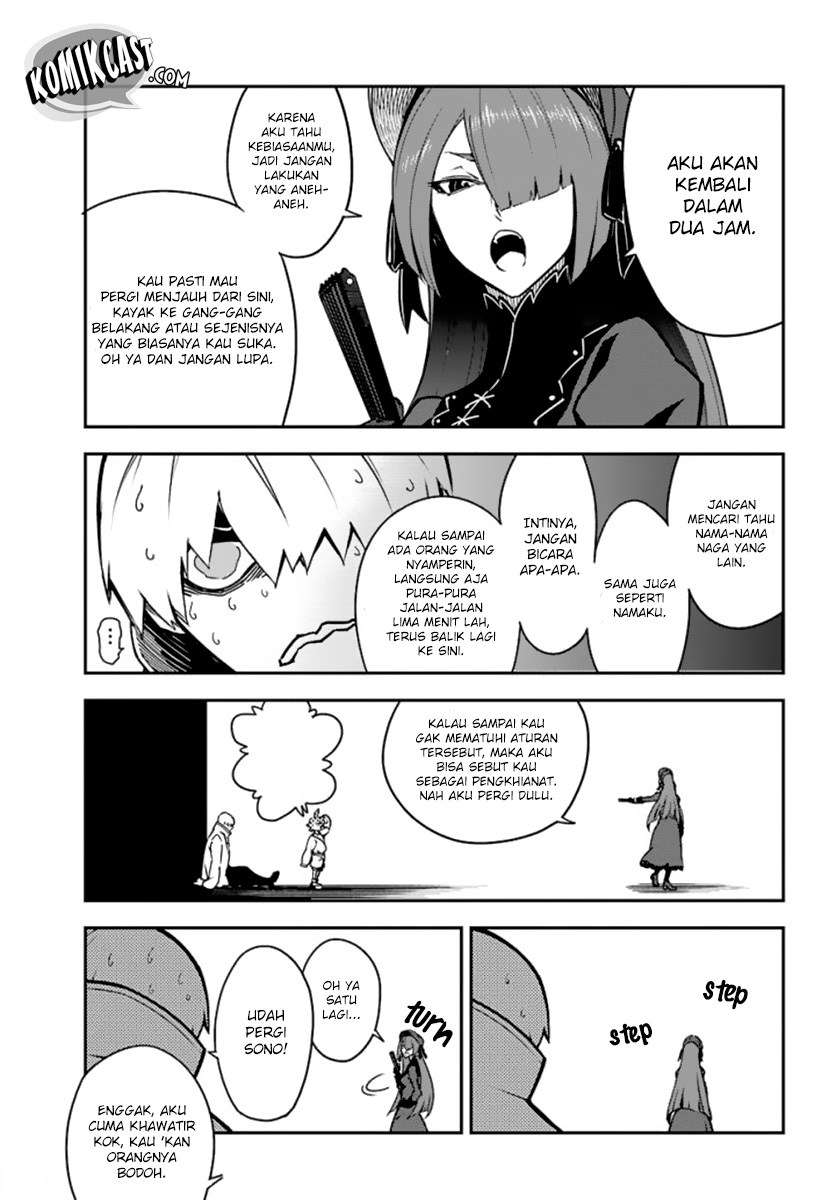 KOMIKCAST
.COM
AKU AKAN
KEMBALI
DALAM
DUA JAM.
KARENA
AKU TAHU
KEBIASAANMU,
JADI JANGAN
LAKUKAN
YANG ANEH-
ANEH.
KAU PASTI MAU
PERGI MENJAUH DARI SINI,
KAYAK KE GANG-GANG
BELAKANG ATAU SEJENISNYA
YANG BIASANYA KAU SUKA.
OH YA DAN JANGAN LUPA.
JANGAN
MENCARI TAHU
NAMA-NAMA
NAGA YANG
LAIN.
SAMA JUGA
SEPERTI
NAMAKU.
INTINYA,
JANGAN
BICARA
APA-APA.
KALAU SAMPAI
ADA ORANG YANG
NYAMPERIN,
LANGSUNG AJA
PURA-PURA
JALAN-JALAN
LIMA MENIT LAH,
TERUS BALIK LAGI
KE SINI.
...
KALAU SAMPAI KAU
GAK MEMATUHI ATURAN
TERSEBUT, MAKA AKU
BISA SEBUT KAU
SEBAGAI PENGKHIANAT.
NAH AKU PERGI DULU.
step
step
turn
OH YA
SATU
LAGI...
UDAH
PERGI
SONO!
ENGGAK, AKU
CUMA KHAWATIR
KOK, KAU 'KAN
ORANGNYA
BODOH.